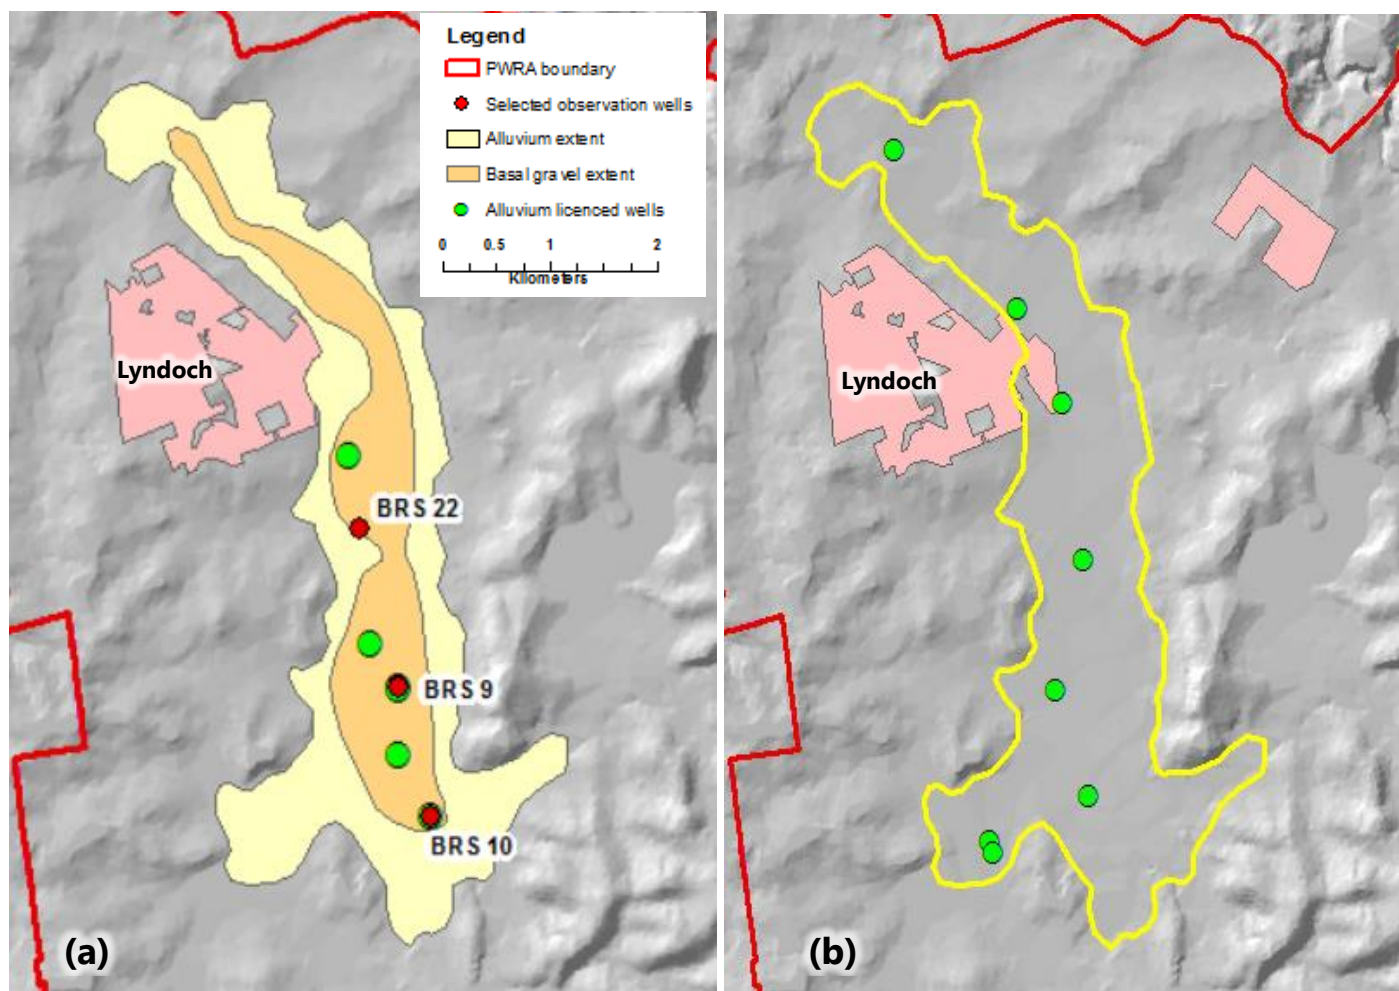 Legend
PWRA boundary
Selected observation wells
Alluvium extent
Basal gravel extent
Alluvium licenced wells
0 0.5 1 2
Kilometers
Lyndoch
BRS 22
BRS 9
BRS 10
(a)
Lyndoch
(b)